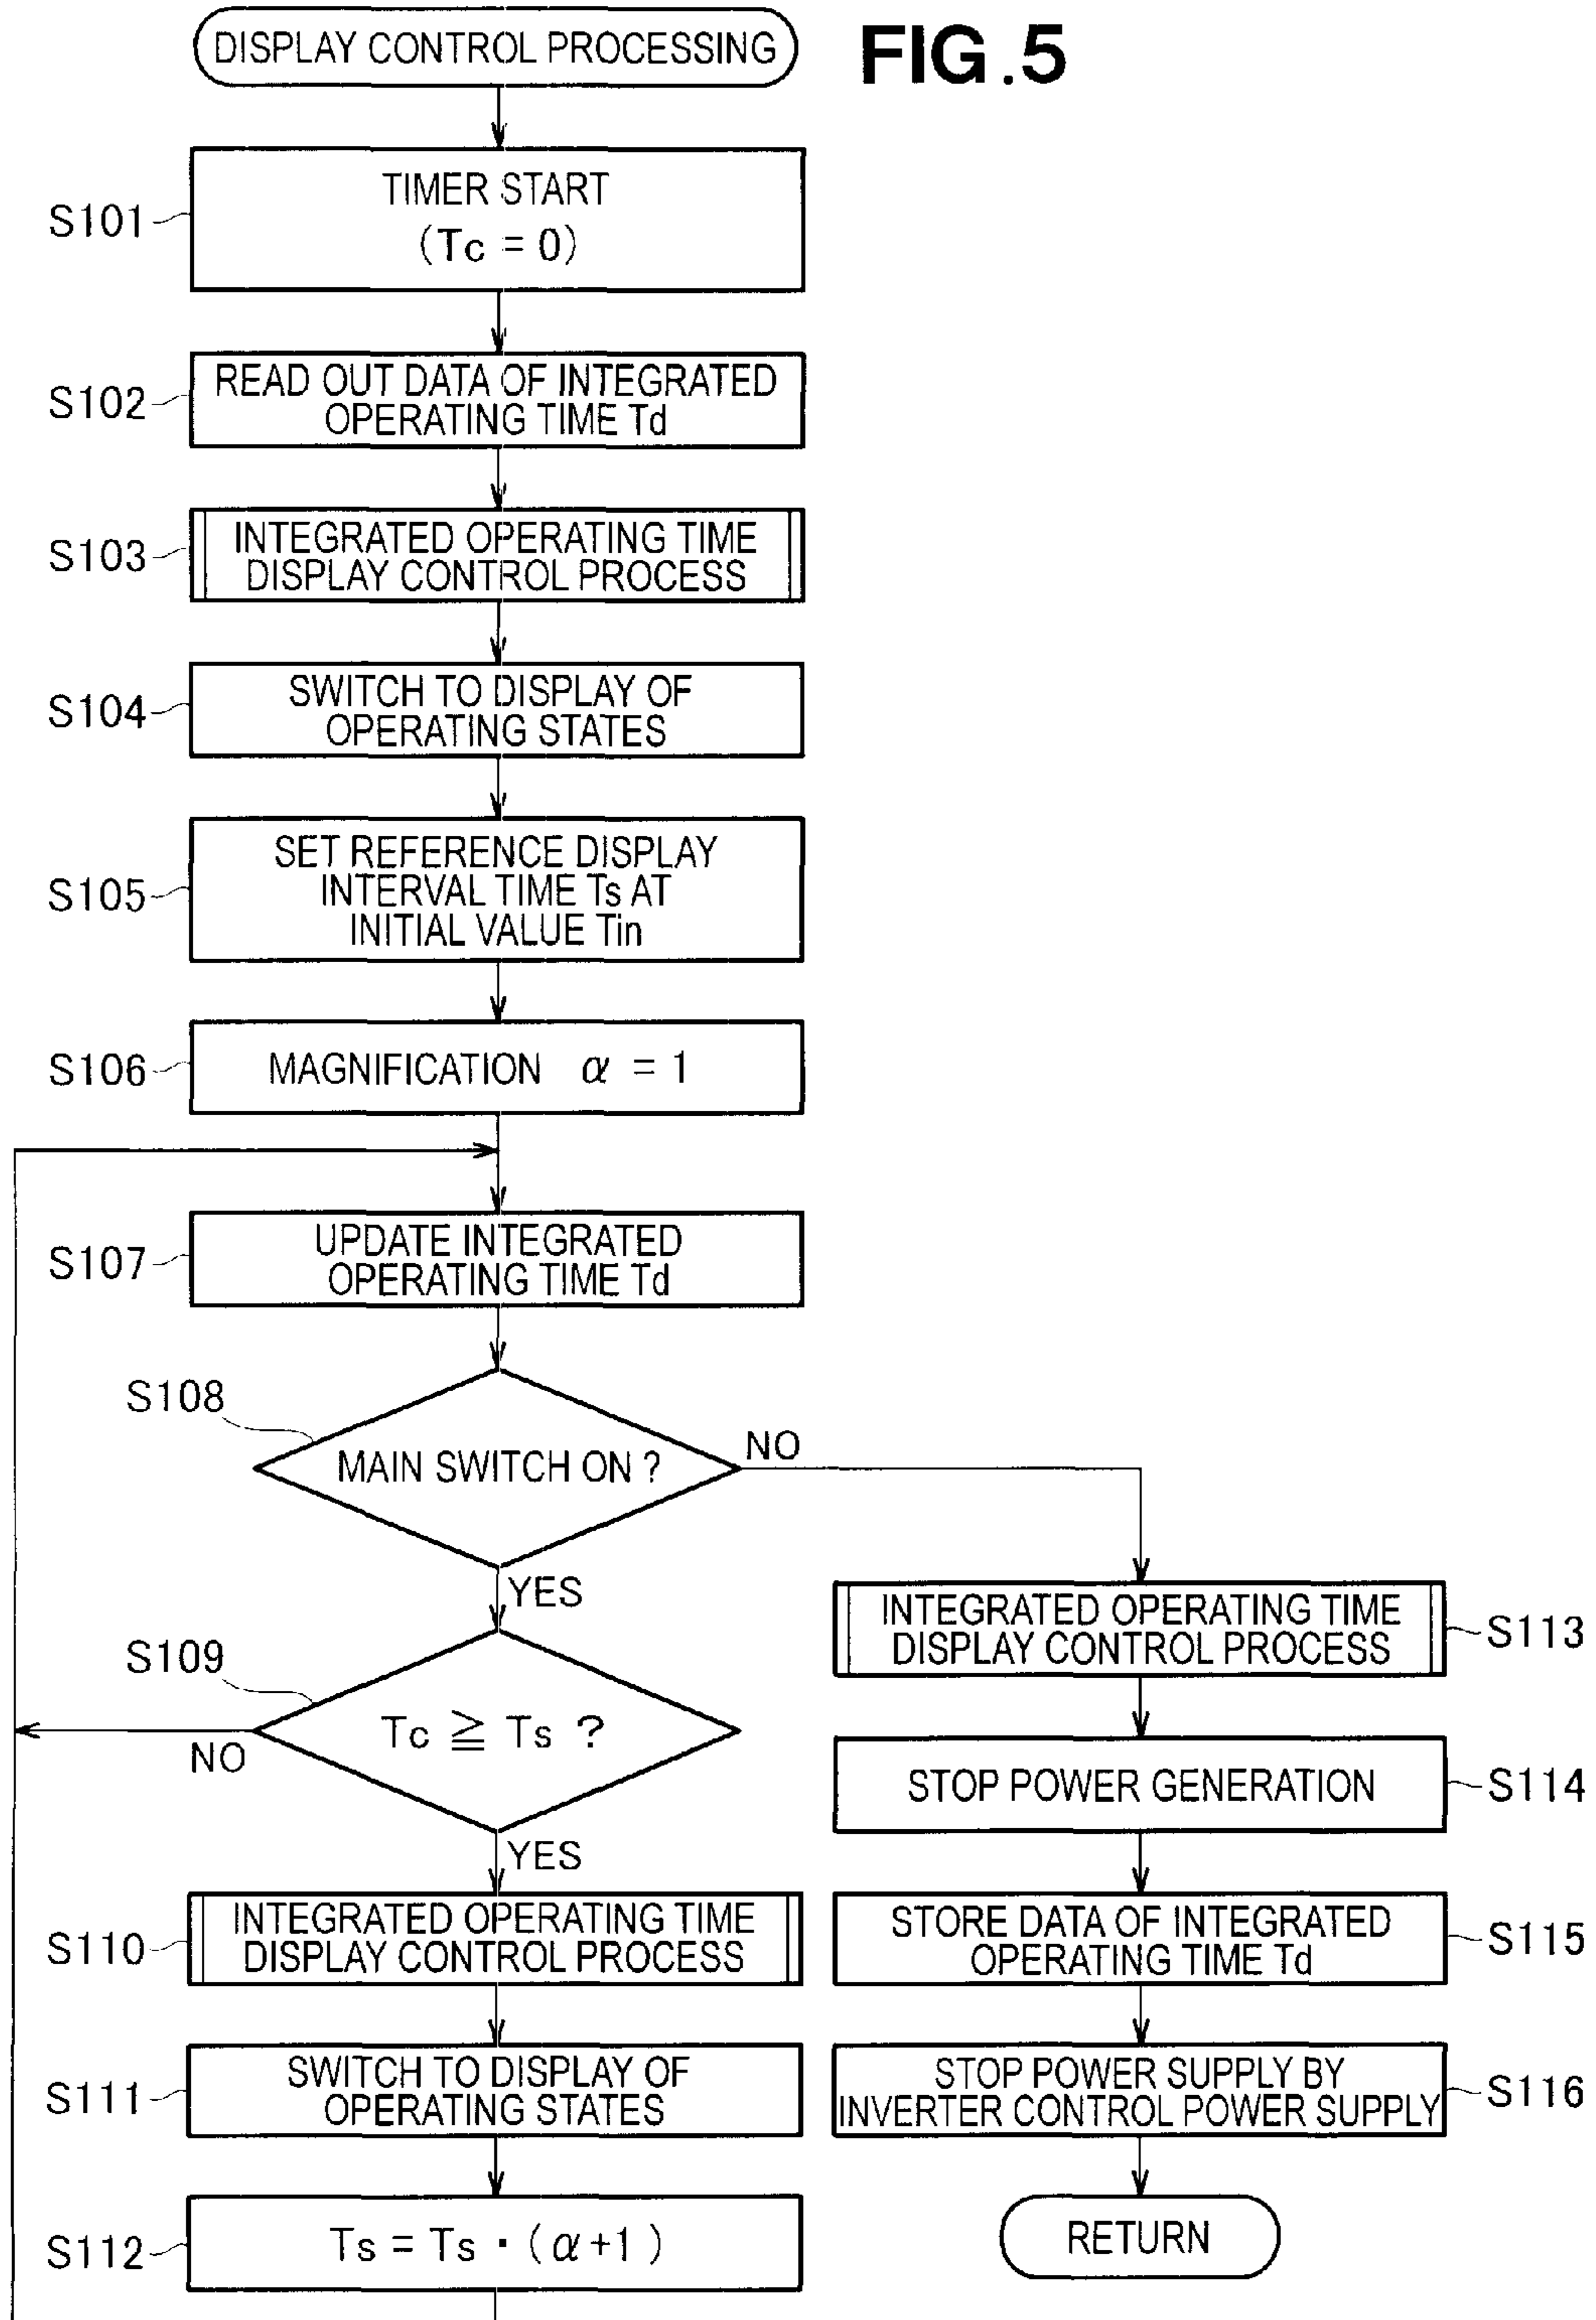 DISPLAY CONTROL PROCESSING
FIG.5
S101
TIMER START
(Tc = 0)
S102
READ OUT DATA OF INTEGRATED
OPERATING TIME Td
S103
INTEGRATED OPERATING TIME
DISPLAY CONTROL PROCESS
S104
SWITCH TO DISPLAY OF
OPERATING STATES
S105
SET REFERENCE DISPLAY
INTERVAL TIME Ts AT
INITIAL VALUE Tin
S106
MAGNIFICATION α = 1
S107
UPDATE INTEGRATED
OPERATING TIME Td
S108
MAIN SWITCH ON ?
NO
YES
S109
Tc ≧ Ts ?
NO
YES
S110
INTEGRATED OPERATING TIME
DISPLAY CONTROL PROCESS
S111
SWITCH TO DISPLAY OF
OPERATING STATES
S112
Ts = Ts · (α+1)
INTEGRATED OPERATING TIME
DISPLAY CONTROL PROCESS
S113
STOP POWER GENERATION
S114
STORE DATA OF INTEGRATED
OPERATING TIME Td
S115
STOP POWER SUPPLY BY
INVERTER CONTROL POWER SUPPLY
S116
RETURN